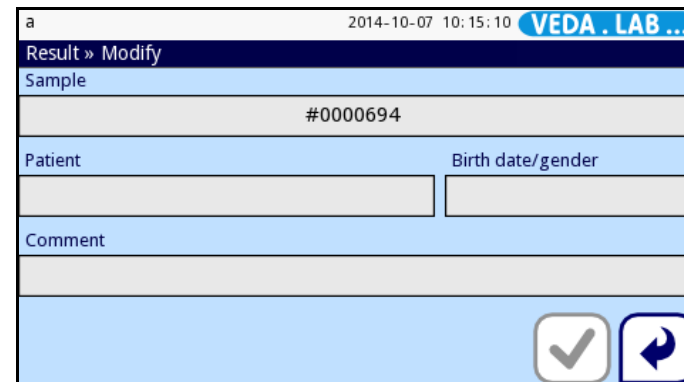 a 2014-10-07 10:15:10 VEDA.LAB...
Result » Modify
Sample
#0000694
Patient Birth date/gender
Comment